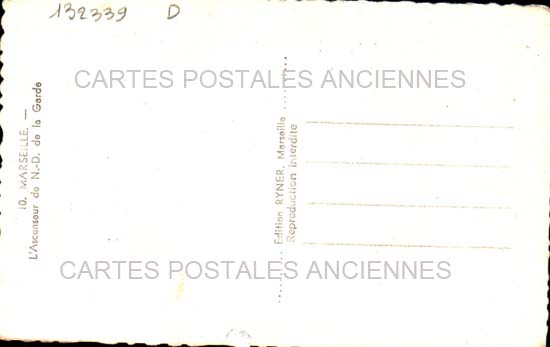 132339 D
CARTES POSTALES ANCIENNES
10. MARSEILLE. —
L'Ascenseur de N.-D. de la Garde
Edition RYNER, Marseille
Reproduction interdite
CARTES POSTALES ANCIENNES